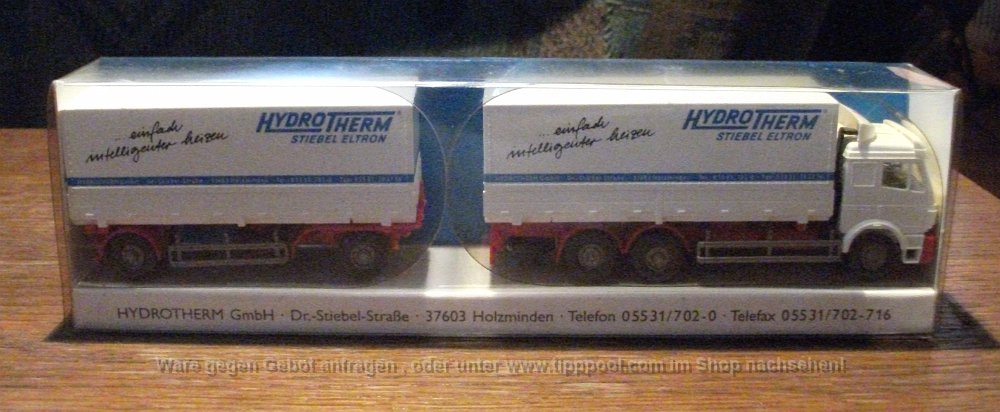 ...einfach
intelligenter heizen
HYDROTHERM®
STIEBEL ELTRON
...einfach
intelligenter heizen
HYDROTHERM®
STIEBEL ELTRON
HYDROTHERM GmbH · Dr.-Stiebel-Straße · 37603 Holzminden · Telefon 05531/702-0 · Telefax 05531/702-716
Ware gegen Gebot anfragen , oder unter www.tipppool.com im Shop nachsehen!